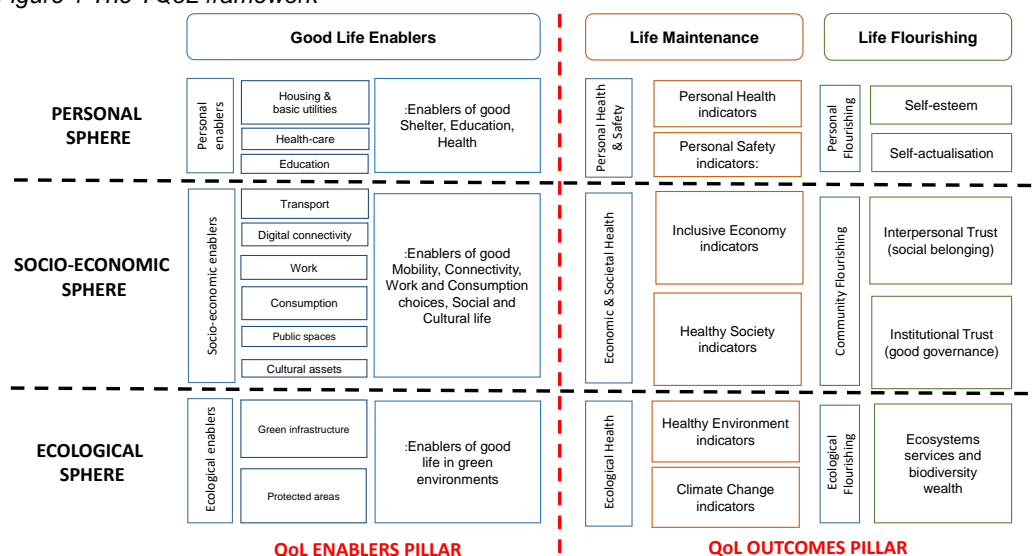 Figure 1 The TQoL framework
Good Life Enablers
Life Maintenance
Life Flourishing
PERSONAL
SPHERE
Personal
enablers
Housing &
basic utilities
Health-care
Education
:Enablers of good
Shelter, Education,
Health
Personal Health
& Safety
Personal Health
indicators
Personal Safety
indicators:
Personal
Flourishing
Self-esteem
Self-actualisation
SOCIO-ECONOMIC
SPHERE
Socio-economic enablers
Transport
Digital connectivity
Work
Consumption
Public spaces
Cultural assets
:Enablers of good
Mobility, Connectivity,
Work and Consumption
choices, Social and
Cultural life
Economic & Societal Health
Inclusive Economy
indicators
Healthy Society
indicators
Community Flourishing
Interpersonal Trust
(social belonging)
Institutional Trust
(good governance)
ECOLOGICAL
SPHERE
Ecological enablers
Green infrastructure
Protected areas
:Enablers of good
life in green
environments
Ecological Health
Healthy Environment
indicators
Climate Change
indicators
Ecological
Flourishing
Ecosystems
services and
biodiversity
wealth
QoL ENABLERS PILLAR
QoL OUTCOMES PILLAR